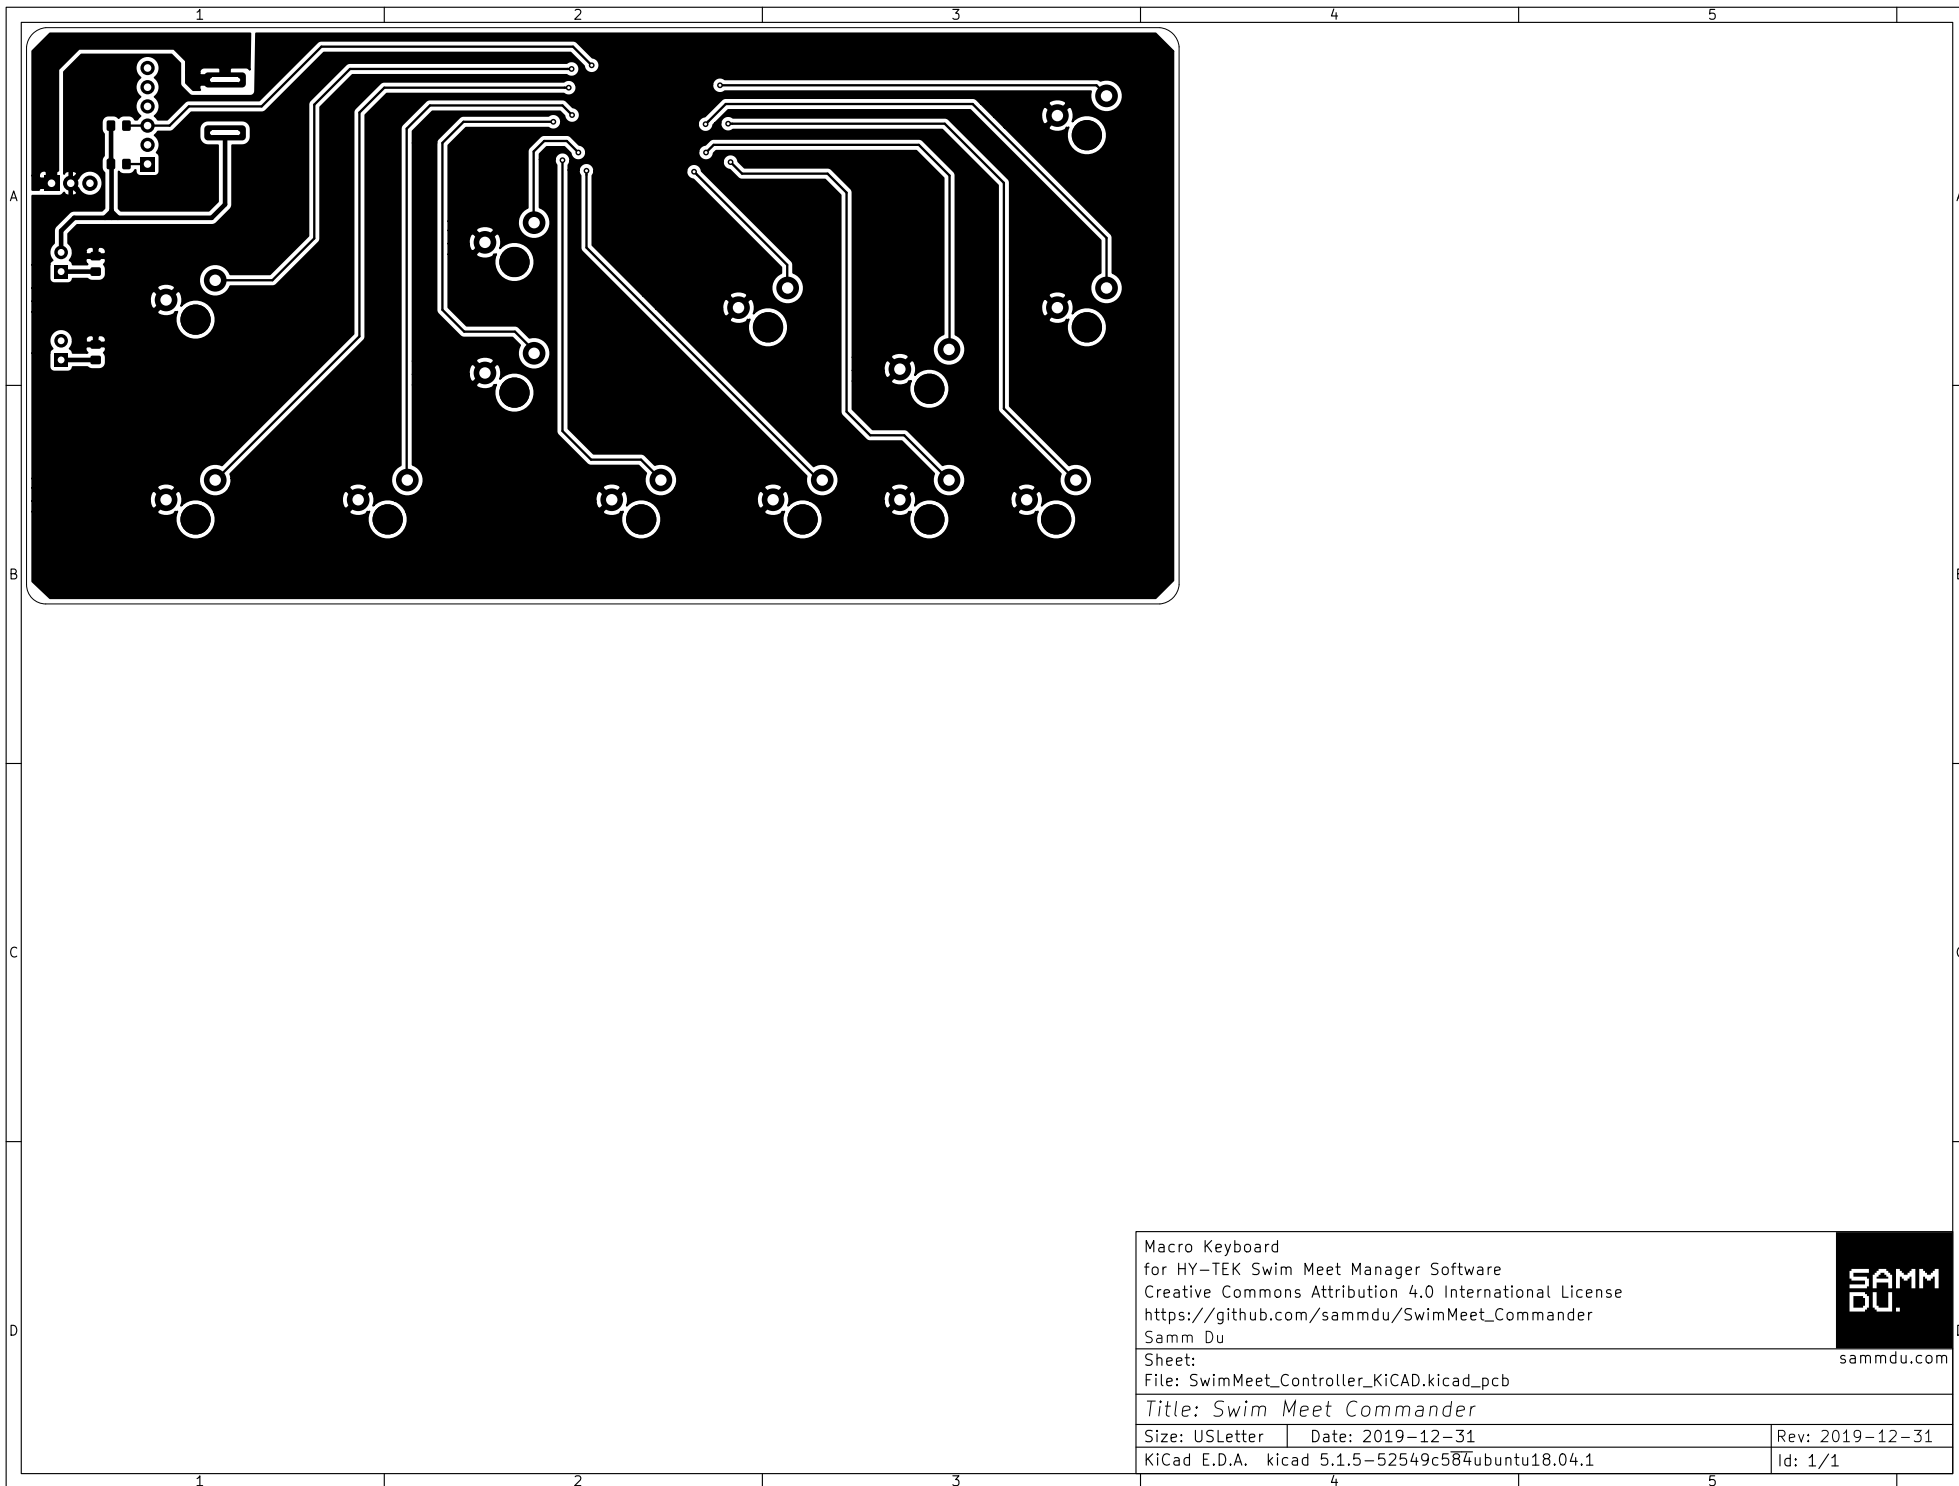 1 2 3 4 5
A
B
C
D
Macro Keyboard
for HY-TEK Swim Meet Manager Software
Creative Commons Attribution 4.0 International License
https://github.com/sammdu/SwimMeet_Commander
Samm Du
SAMM
DU.
sammdu.com
Sheet:
File: SwimMeet_Controller_KiCAD.kicad_pcb
Title: Swim Meet Commander
Size: USLetter Date: 2019-12-31 Rev: 2019-12-31
KiCad E.D.A. kicad 5.1.5-52549c584ubuntu18.04.1 Id: 1/1
1 2 3 4 5